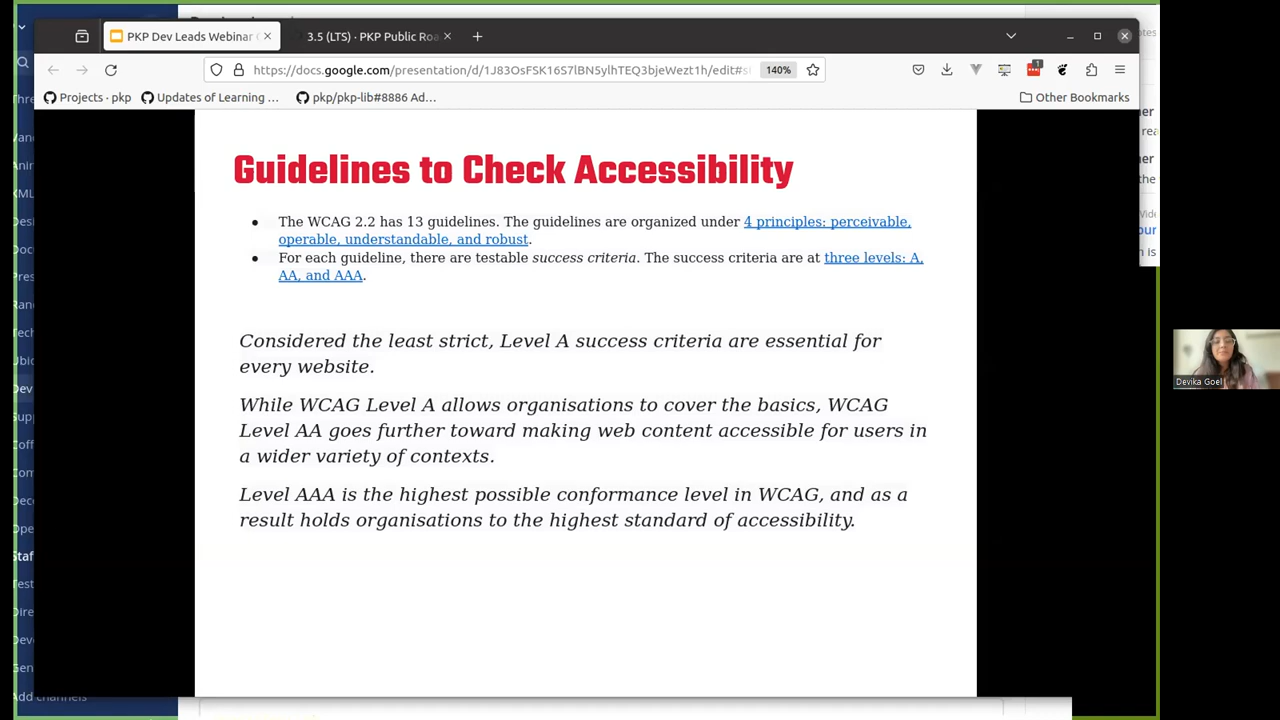 PKP Dev Leads Webinar
3.5 (LTS) · PKP Public Roa
https://docs.google.com/presentation/d/1J83OsFSK16S7lBN5ylhTEQ3bjeWezt1h/edit#s
140%
Projects · pkp
Updates of Learning ...
pkp/pkp-lib#8886 Ad...
Other Bookmarks
Guidelines to Check Accessibility
• The WCAG 2.2 has 13 guidelines. The guidelines are organized under 4 principles: perceivable,
operable, understandable, and robust.
• For each guideline, there are testable success criteria. The success criteria are at three levels: A,
AA, and AAA.
Considered the least strict, Level A success criteria are essential for
every website.
While WCAG Level A allows organisations to cover the basics, WCAG
Level AA goes further toward making web content accessible for users in
a wider variety of contexts.
Level AAA is the highest possible conformance level in WCAG, and as a
result holds organisations to the highest standard of accessibility.
Devika Goel
Add channels